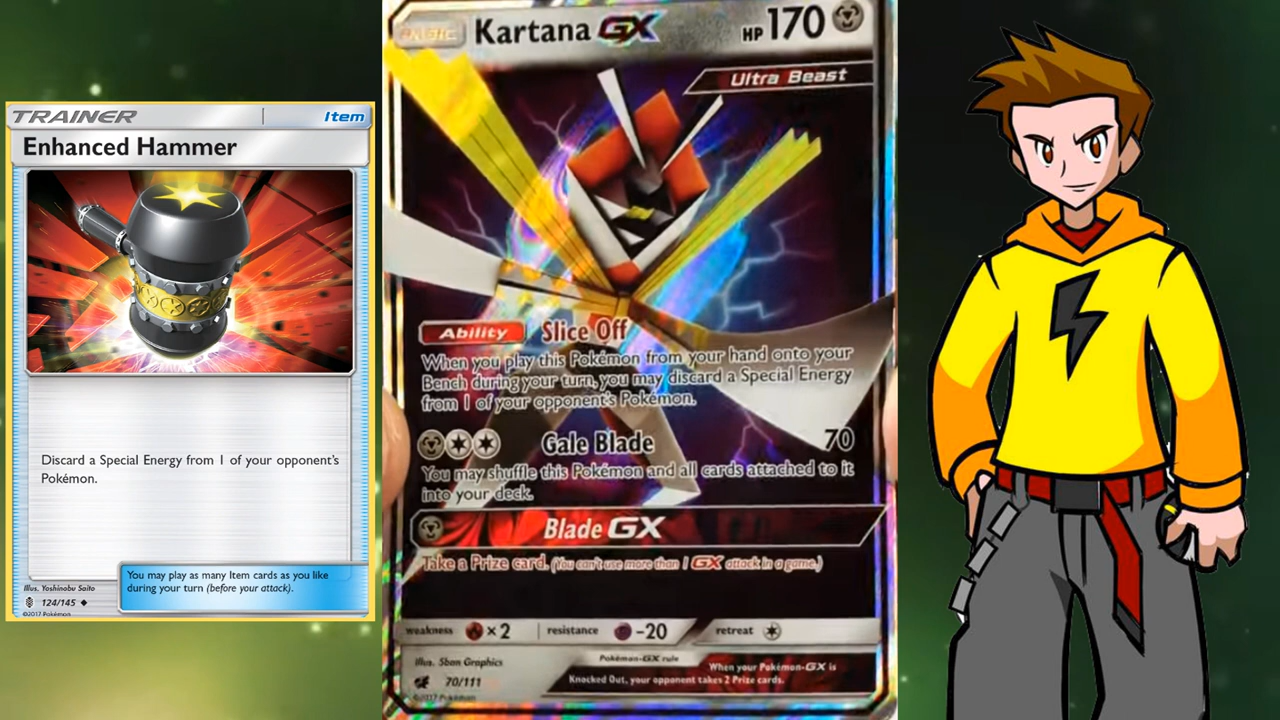 TRAINER
Item
Enhanced Hammer
Discard a Special Energy from 1 of your opponent's
Pokémon.
You may play as many Item cards as you like
during your turn (before your attack).
Illus. Yoshinobu Saito
124/145
©2017 Pokémon
BASIC
Kartana GX
HP 170
Ultra Beast
Ability Slice Off
When you play this Pokémon from your hand onto your
Bench during your turn, you may discard a Special Energy
from 1 of your opponent's Pokémon.
Gale Blade 70
You may shuffle this Pokémon and all cards attached to it
into your deck.
Blade GX
Take a Prize card. (You can't use more than 1 GX attack in a game.)
weakness ×2 resistance -20 retreat
Illus. 5ban Graphics
70/111
©2017 Pokémon
Pokémon-GX rule
When your Pokémon-GX is
Knocked Out, your opponent takes 2 Prize cards.